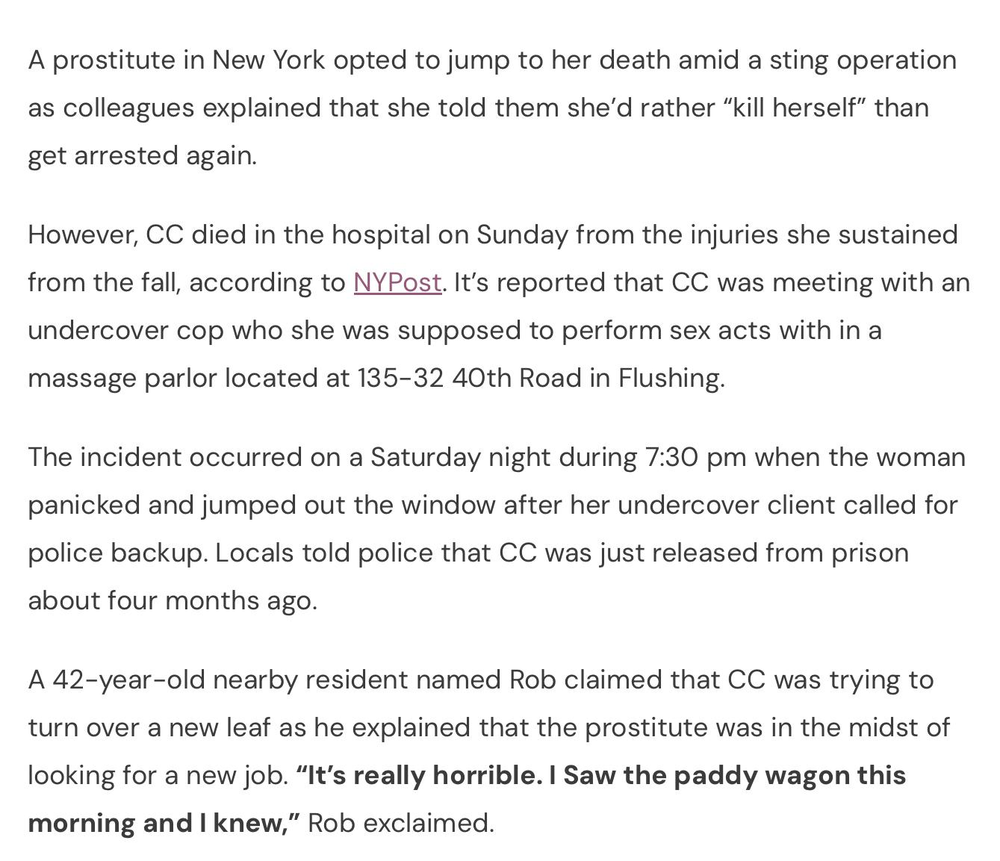 A prostitute in New York opted to jump to her death amid a sting operation
as colleagues explained that she told them she’d rather “kill herself” than
get arrested again.
However, CC died in the hospital on Sunday from the injuries she sustained
from the fall, according to NYPost. It’s reported that CC was meeting with an
undercover cop who she was supposed to perform sex acts with in a
massage parlor located at 135-32 40th Road in Flushing.
The incident occurred on a Saturday night during 7:30 pm when the woman
panicked and jumped out the window after her undercover client called for
police backup. Locals told police that CC was just released from prison
about four months ago.
A 42-year-old nearby resident named Rob claimed that CC was trying to
turn over a new leaf as he explained that the prostitute was in the midst of
looking for a new job. “It’s really horrible. I Saw the paddy wagon this
morning and I knew,” Rob exclaimed.